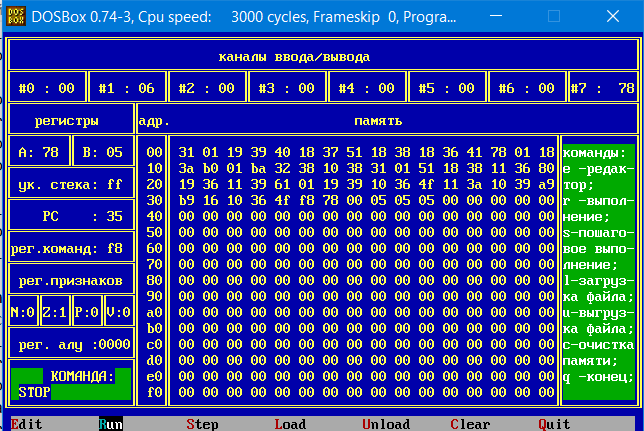 DOSBox 0.74-3, Cpu speed: 3000 cycles, Frameskip 0, Progra...
каналы ввода/вывода
#0 : 00 #1 : 06 #2 : 00 #3 : 00 #4 : 00 #5 : 00 #6 : 00 #7 : 78
регистры адр. память
A: 78 B: 05
ук. стека: ff
PC : 35
рег.команд: f8
рег.признаков
N:0 Z:1 P:0 V:0
рег. алу :0000
КОМАНДА:
STOP
00 31 01 19 39 40 18 37 51 18 38 18 36 41 78 01 18
10 3a b0 01 ba 32 38 10 38 31 01 51 18 38 11 36 80
20 19 36 11 39 61 01 19 39 10 36 4f 11 3a 10 39 a9
30 b9 16 10 36 4f f8 78 00 05 05 05 00 00 00 00 00
40 00 00 00 00 00 00 00 00 00 00 00 00 00 00 00 00
50 00 00 00 00 00 00 00 00 00 00 00 00 00 00 00 00
60 00 00 00 00 00 00 00 00 00 00 00 00 00 00 00 00
70 00 00 00 00 00 00 00 00 00 00 00 00 00 00 00 00
80 00 00 00 00 00 00 00 00 00 00 00 00 00 00 00 00
90 00 00 00 00 00 00 00 00 00 00 00 00 00 00 00 00
a0 00 00 00 00 00 00 00 00 00 00 00 00 00 00 00 00
b0 00 00 00 00 00 00 00 00 00 00 00 00 00 00 00 00
c0 00 00 00 00 00 00 00 00 00 00 00 00 00 00 00 00
d0 00 00 00 00 00 00 00 00 00 00 00 00 00 00 00 00
e0 00 00 00 00 00 00 00 00 00 00 00 00 00 00 00 00
f0 00 00 00 00 00 00 00 00 00 00 00 00 00 00 00 00
команды:
e -редак-
тор;
r -выпол-
нение;
s-пошаго-
вое выпо-
лнение;
l-загруз-
ка файла;
u-выгруз-
ка файла;
c-очистка
памяти;
q -конец;
Edit Run Step Load Unload Clear Quit